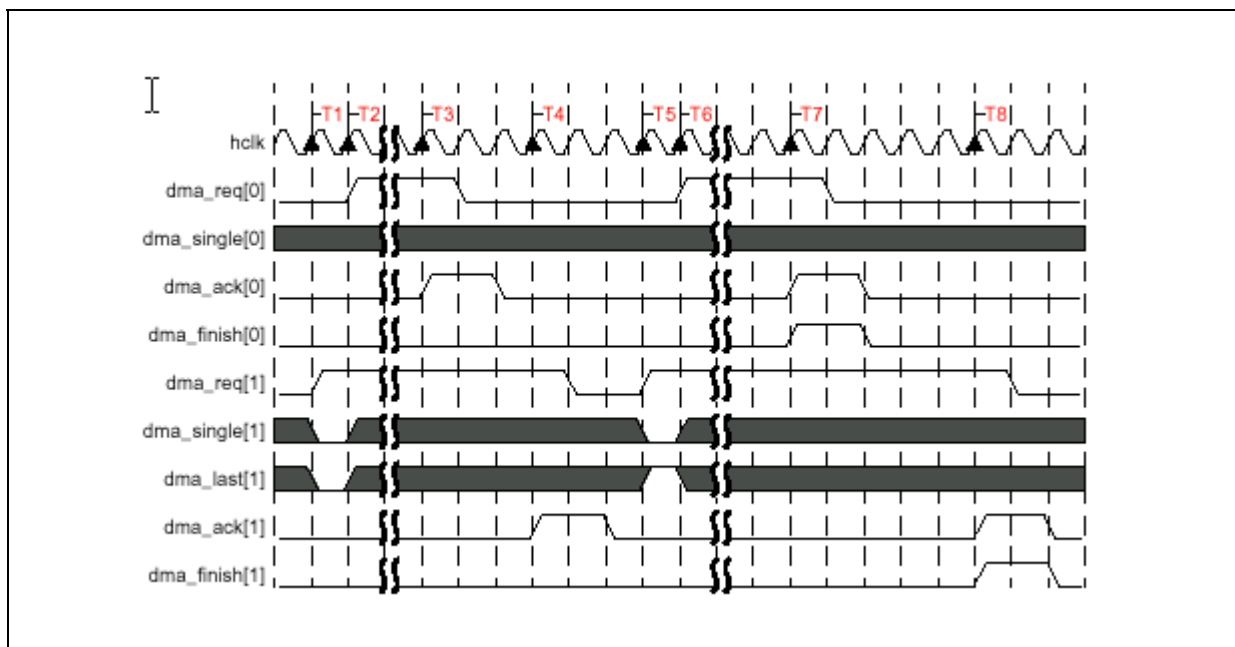 T1 T2 T3 T4 T5 T6 T7 T8
hclk
dma_req[0]
dma_single[0]
dma_ack[0]
dma_finish[0]
dma_req[1]
dma_single[1]
dma_last[1]
dma_ack[1]
dma_finish[1]